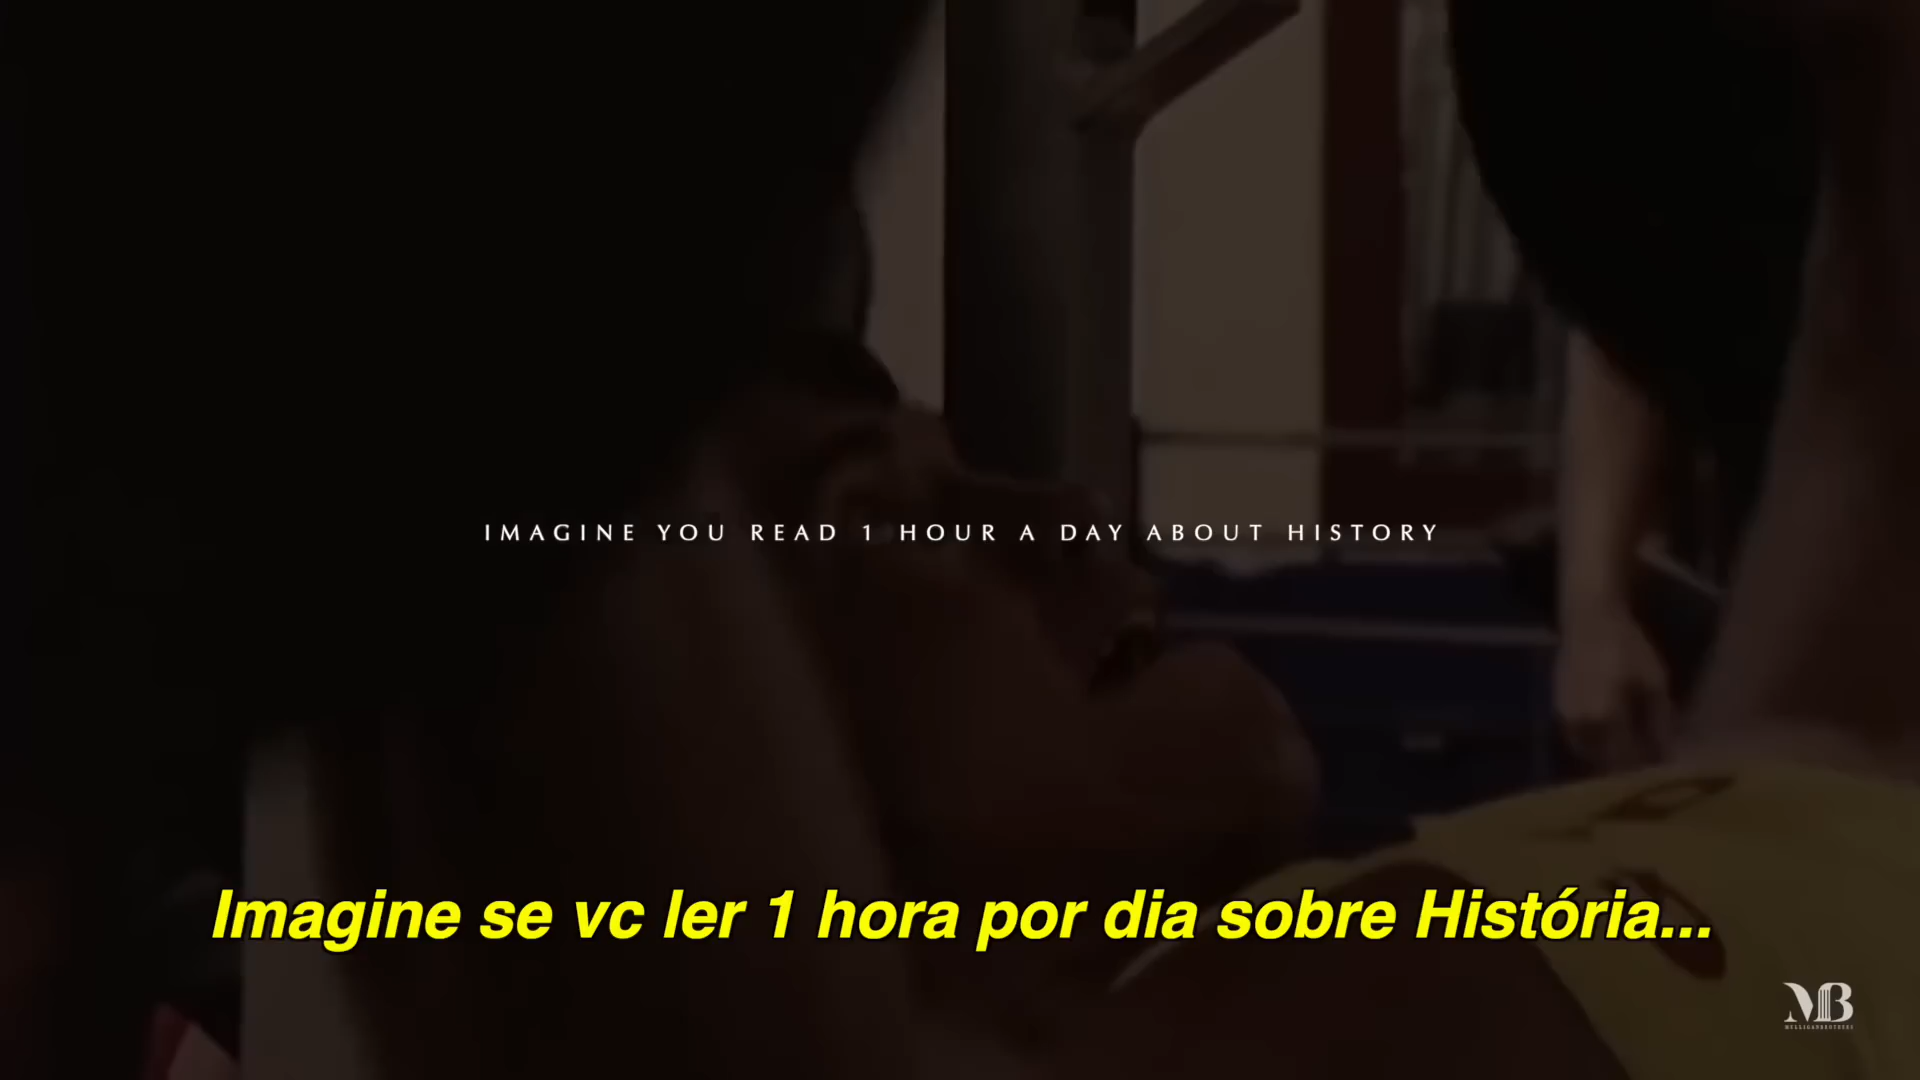 IMAGINE YOU READ 1 HOUR A DAY ABOUT HISTORY
Imagine se vc ler 1 hora por dia sobre História...
MB
MULLIGANBROTHERS